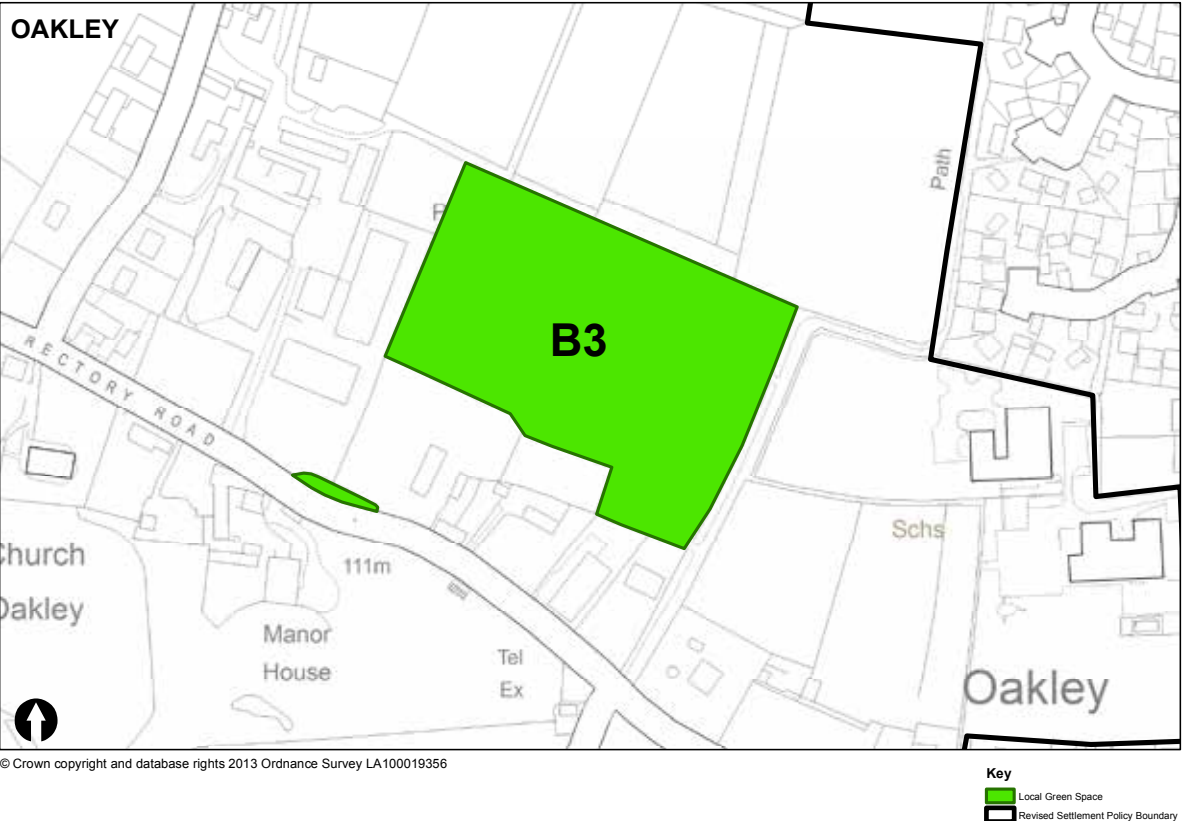 OAKLEY
Path
B3
RECTORY ROAD
Schs
Church
Oakley
111m
Manor
House
Tel
Ex
Oakley
© Crown copyright and database rights 2013 Ordnance Survey LA100019356
Key
Local Green Space
Revised Settlement Policy Boundary